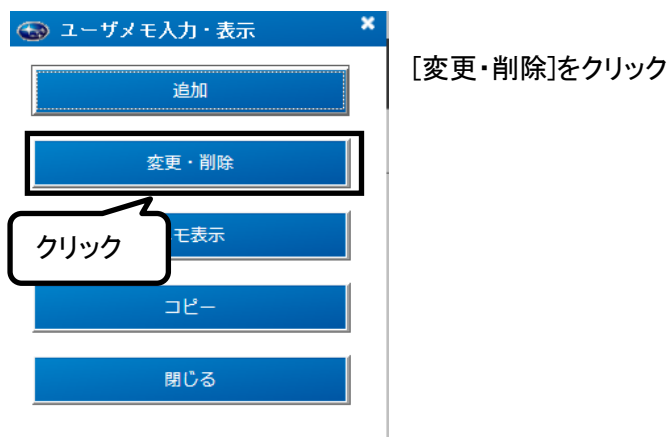 ユーザメモ入力・表示
×
[変更・削除]をクリック
追加
変更・削除
クリック
モ表示
コピー
閉じる